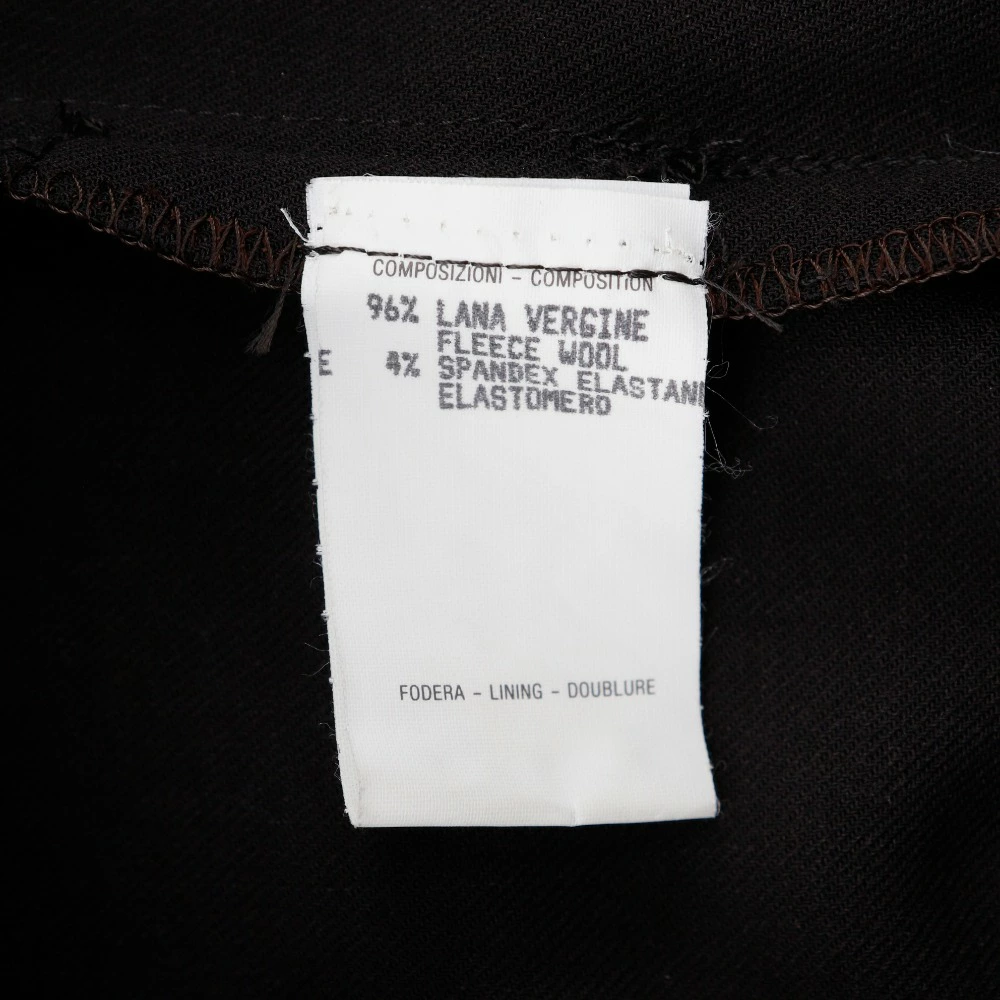 COMPOSIZIONI - COMPOSITION
96% LANA VERGINE
FLEECE WOOL
E 4% SPANDEX ELASTAN
ELASTOMERO
FODERA - LINING - DOUBLURE